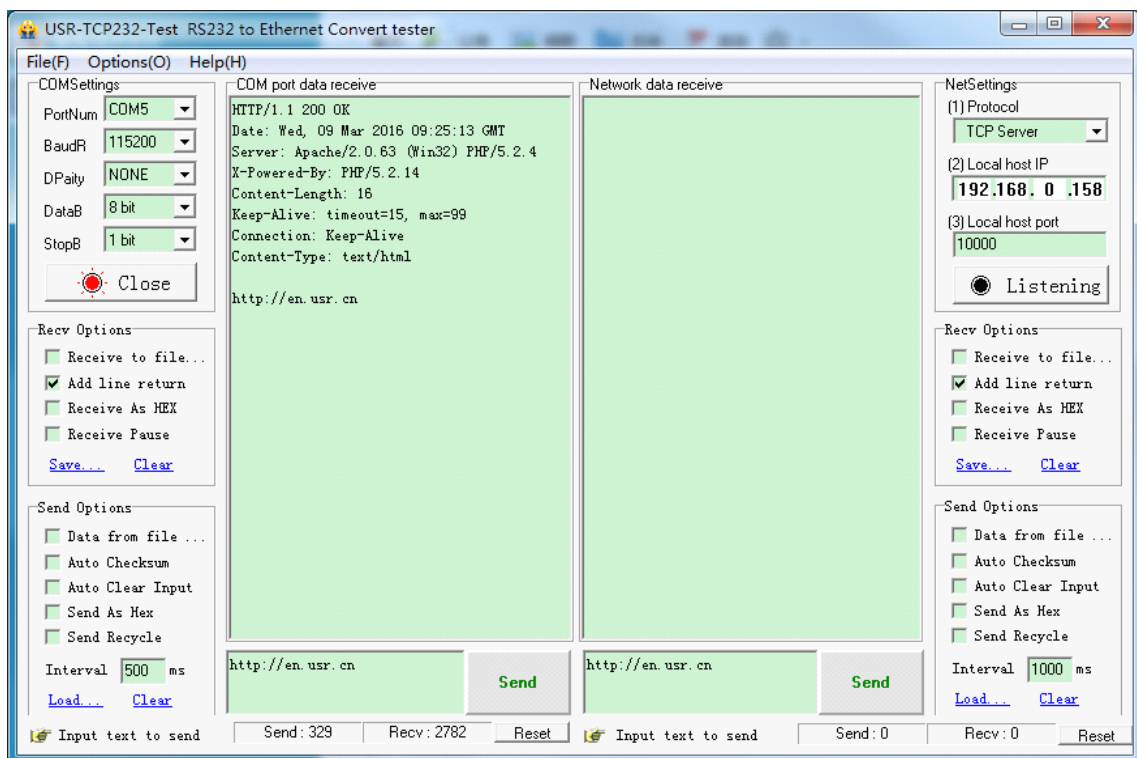 USR-TCP232-Test RS232 to Ethernet Convert tester
File(F) Options(O) Help(H)
COMSettings
PortNum COM5
BaudR 115200
DPaity NONE
DataB 8 bit
StopB 1 bit
Close
Recv Options
Receive to file...
Add line return
Receive As HEX
Receive Pause
Save... Clear
Send Options
Data from file ...
Auto Checksum
Auto Clear Input
Send As Hex
Send Recycle
Interval 500 ms
Load... Clear
COM port data receive
HTTP/1.1 200 OK
Date: Wed, 09 Mar 2016 09:25:13 GMT
Server: Apache/2.0.63 (Win32) PHP/5.2.4
X-Powered-By: PHP/5.2.14
Content-Length: 16
Keep-Alive: timeout=15, max=99
Connection: Keep-Alive
Content-Type: text/html
http://en.usr.cn
http://en.usr.cn
Send
Network data receive
http://en.usr.cn
Send
NetSettings
(1) Protocol
TCP Server
(2) Local host IP
192.168. 0 .158
(3) Local host port
10000
Listening
Recv Options
Receive to file...
Add line return
Receive As HEX
Receive Pause
Save... Clear
Send Options
Data from file ...
Auto Checksum
Auto Clear Input
Send As Hex
Send Recycle
Interval 1000 ms
Load... Clear
Input text to send Send : 329 Recv : 2782 Reset Input text to send Send : 0 Recv : 0 Reset